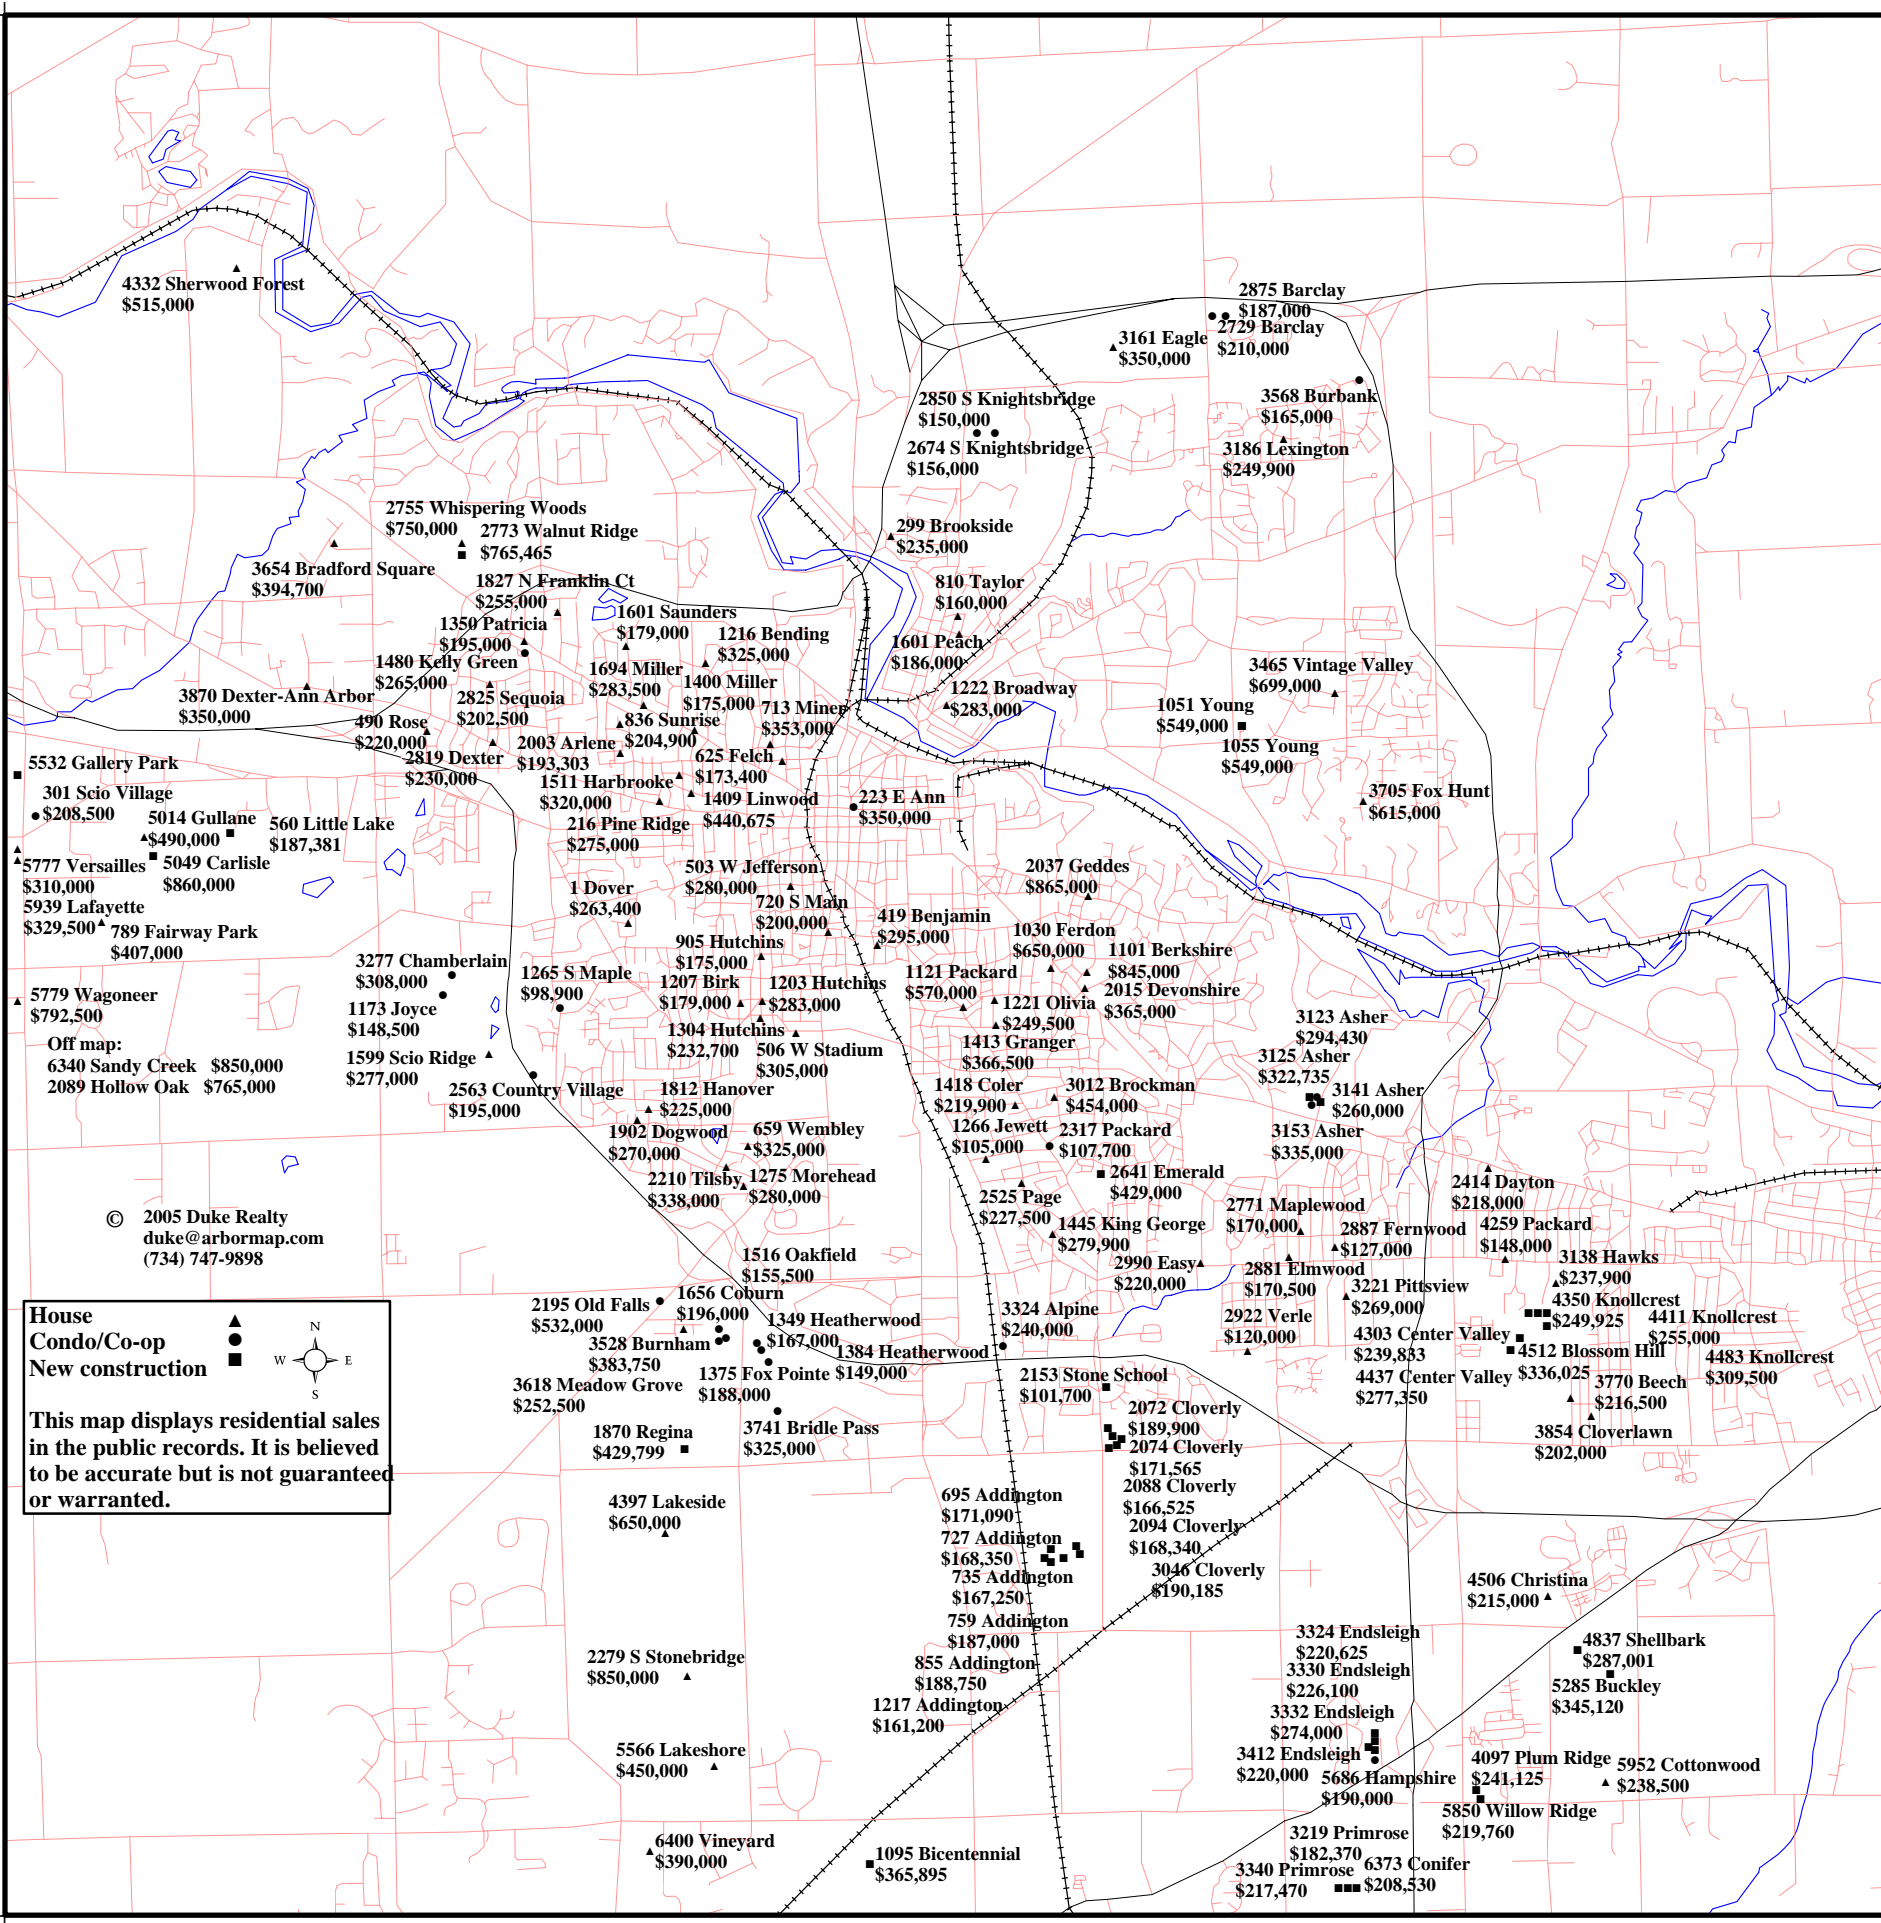 4332 Sherwood Forest
$515,000
2875 Barclay
$187,000
2729 Barclay
$210,000
3161 Eagle
$350,000
3568 Burbank
$165,000
2850 S Knightsbridge
$150,000
2674 S Knightsbridge
$156,000
3186 Lexington
$249,900
2755 Whispering Woods
$750,000
2773 Walnut Ridge
$765,465
299 Brookside
$235,000
3654 Bradford Square
$394,700
1827 N Franklin Ct
$255,000
810 Taylor
$160,000
1601 Saunders
$179,000
1350 Patricia
$195,000
1216 Bending
$325,000
1601 Peach
$186,000
1480 Kelly Green
$265,000
1694 Miller
$283,500
3465 Vintage Valley
$699,000
1400 Miller
$175,000
3870 Dexter-Ann Arbor
$350,000
2825 Sequoia
$202,500
1222 Broadway
$283,000
1051 Young
$549,000
713 Miner
$353,000
490 Rose
$220,000
836 Sunrise
$204,900
2003 Arlene
$193,303
1055 Young
$549,000
2819 Dexter
$230,000
625 Felch
$173,400
5532 Gallery Park
1511 Harbrooke
$320,000
3705 Fox Hunt
$615,000
301 Scio Village
$208,500
1409 Linwood
$440,675
223 E Ann
$350,000
5014 Gullane
$490,000
560 Little Lake
$187,381
216 Pine Ridge
$275,000
5777 Versailles
$310,000
5049 Carlisle
$860,000
503 W Jefferson
$280,000
2037 Geddes
$865,000
1 Dover
$263,400
5939 Lafayette
$329,500
720 S Main
$200,000
419 Benjamin
$295,000
789 Fairway Park
$407,000
1030 Ferdon
$650,000
905 Hutchins
$175,000
1101 Berkshire
$845,000
3277 Chamberlain
$308,000
1265 S Maple
$98,900
1121 Packard
$570,000
1207 Birk
$179,000
1203 Hutchins
$283,000
2015 Devonshire
$365,000
5779 Wagoneer
$792,500
1173 Joyce
$148,500
1221 Olivia
$249,500
3123 Asher
$294,430
1304 Hutchins
$232,700
Off map:
6340 Sandy Creek $850,000
2089 Hollow Oak $765,000
1413 Granger
$366,500
506 W Stadium
$305,000
3125 Asher
$322,735
1599 Scio Ridge
$277,000
2563 Country Village
$195,000
1812 Hanover
$225,000
1418 Coler
$219,900
3012 Brockman
$454,000
3141 Asher
$260,000
1902 Dogwood
$270,000
659 Wembley
$325,000
1266 Jewett
$105,000
2317 Packard
$107,700
3153 Asher
$335,000
2210 Tilsby
$338,000
1275 Morehead
$280,000
2641 Emerald
$429,000
2414 Dayton
$218,000
2525 Page
$227,500
2771 Maplewood
$170,000
© 2005 Duke Realty
duke@arbormap.com
(734) 747-9898
1445 King George
$279,900
2887 Fernwood
$127,000
4259 Packard
$148,000
1516 Oakfield
$155,500
2990 Easy
$220,000
2881 Elmwood
$170,500
3138 Hawks
$237,900
3221 Pittsview
$269,000
1656 Coburn
$196,000
2195 Old Falls
$532,000
4350 Knollcrest
$249,925
3324 Alpine
$240,000
2922 Verle
$120,000
1349 Heatherwood
$167,000
4411 Knollcrest
$255,000
House
Condo/Co-op
New construction
N
W E
S
3528 Burnham
$383,750
4303 Center Valley
$239,833
1384 Heatherwood
$149,000
4512 Blossom Hill
$336,025
4483 Knollcrest
$309,500
1375 Fox Pointe
$188,000
2153 Stone School
$101,700
4437 Center Valley
$277,350
3770 Beech
$216,500
3618 Meadow Grove
$252,500
2072 Cloverly
$189,900
This map displays residential sales
in the public records. It is believed
to be accurate but is not guaranteed
or warranted.
1870 Regina
$429,799
3741 Bridle Pass
$325,000
3854 Cloverlawn
$202,000
2074 Cloverly
$171,565
2088 Cloverly
$166,525
695 Addington
$171,090
4397 Lakeside
$650,000
2094 Cloverly
$168,340
727 Addington
$168,350
3046 Cloverly
$190,185
735 Addington
$167,250
4506 Christina
$215,000
759 Addington
$187,000
3324 Endsleigh
$220,625
4837 Shellbark
$287,001
2279 S Stonebridge
$850,000
855 Addington
$188,750
3330 Endsleigh
$226,100
5285 Buckley
$345,120
1217 Addington
$161,200
3332 Endsleigh
$274,000
5566 Lakeshore
$450,000
3412 Endsleigh
$220,000
4097 Plum Ridge
$241,125
5952 Cottonwood
$238,500
5686 Hampshire
$190,000
5850 Willow Ridge
$219,760
6400 Vineyard
$390,000
3219 Primrose
$182,370
1095 Bicentennial
$365,895
3340 Primrose
$217,470
6373 Conifer
$208,530